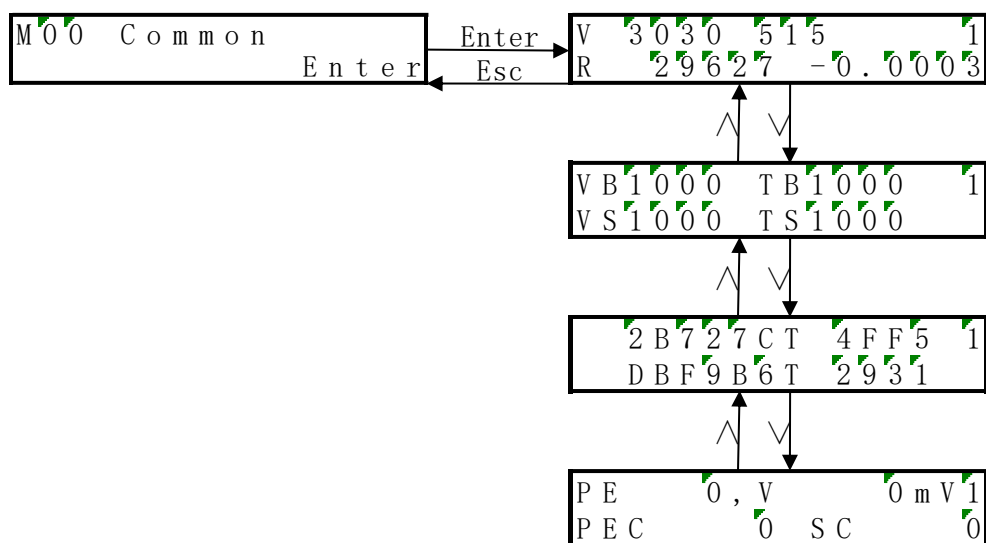 M00 Common
Enter
Enter
Esc
V 3030 515 1
R 29627 -0.0003
∧ ∨
VB1000 TB1000 1
VS1000 TS1000
∧ ∨
2B727CT 4FF5 1
DBF9B6T 2931
∧ ∨
PE 0,V 0mV1
PEC 0 SC 0